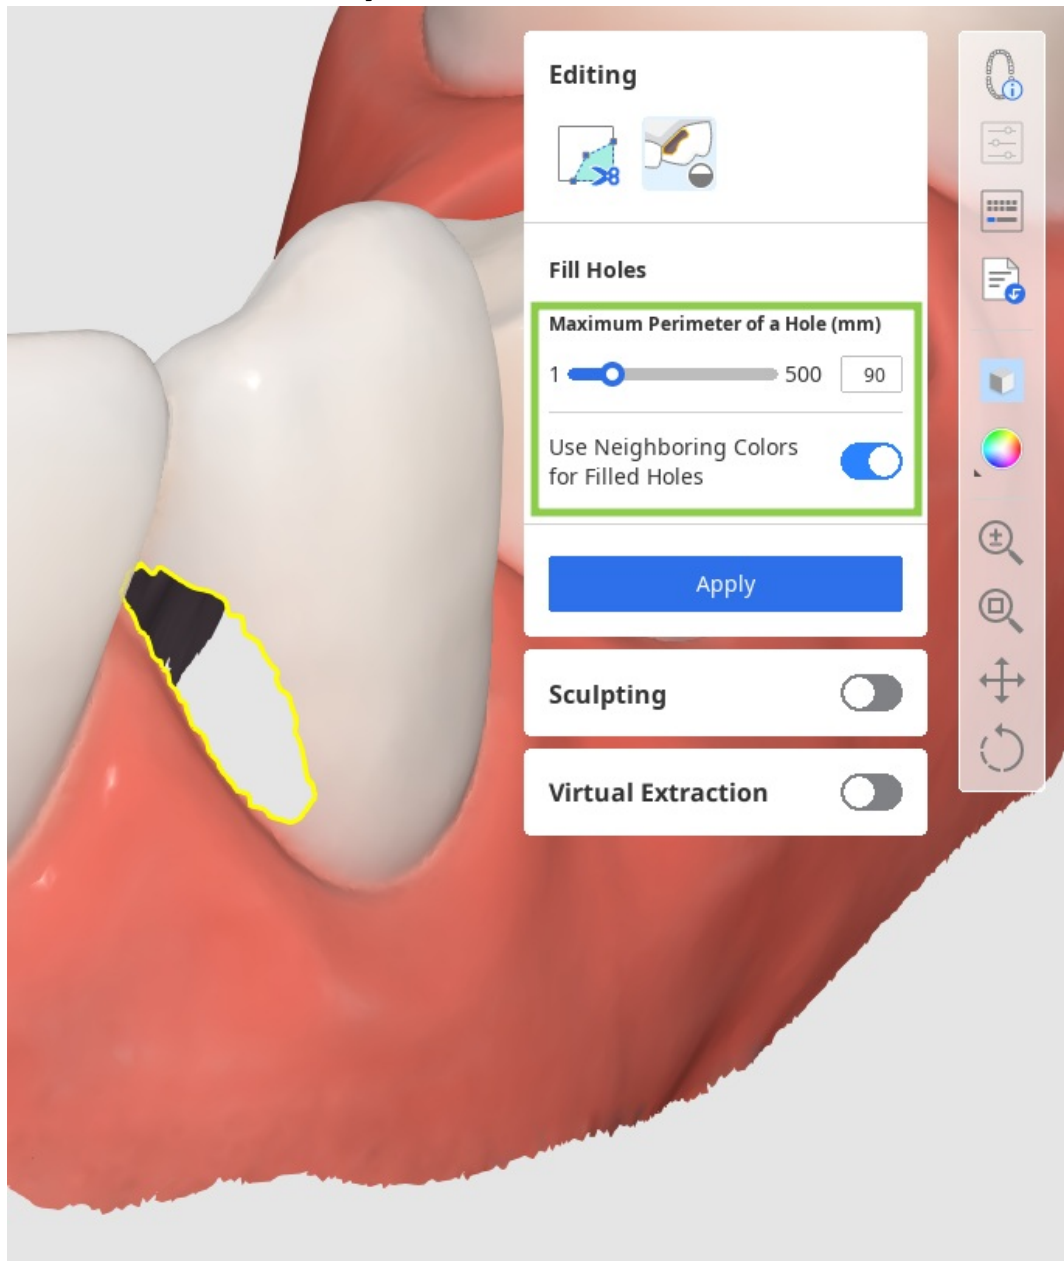 Editing
Fill Holes
Maximum Perimeter of a Hole (mm)
1 500 90
Use Neighboring Colors
for Filled Holes
Apply
Sculpting
Virtual Extraction